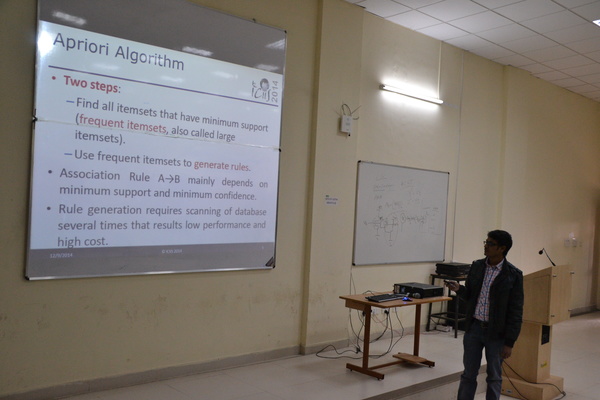 Apriori Algorithm
2014
• Two steps:
–Find all itemsets that have minimum support
(frequent itemsets, also called large
itemsets).
–Use frequent itemsets to generate rules.
• Association Rule A→B mainly depends on
minimum support and minimum confidence.
• Rule generation requires scanning of database
several times that results low performance and
high cost.